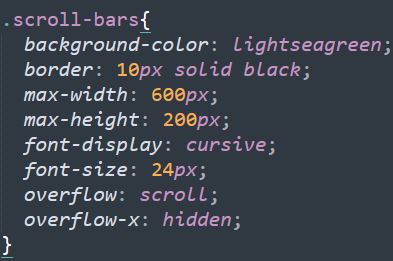 .scroll-bars{
background-color: lightseagreen;
border: 10px solid black;
max-width: 600px;
max-height: 200px;
font-display: cursive;
font-size: 24px;
overflow: scroll;
overflow-x: hidden;
}